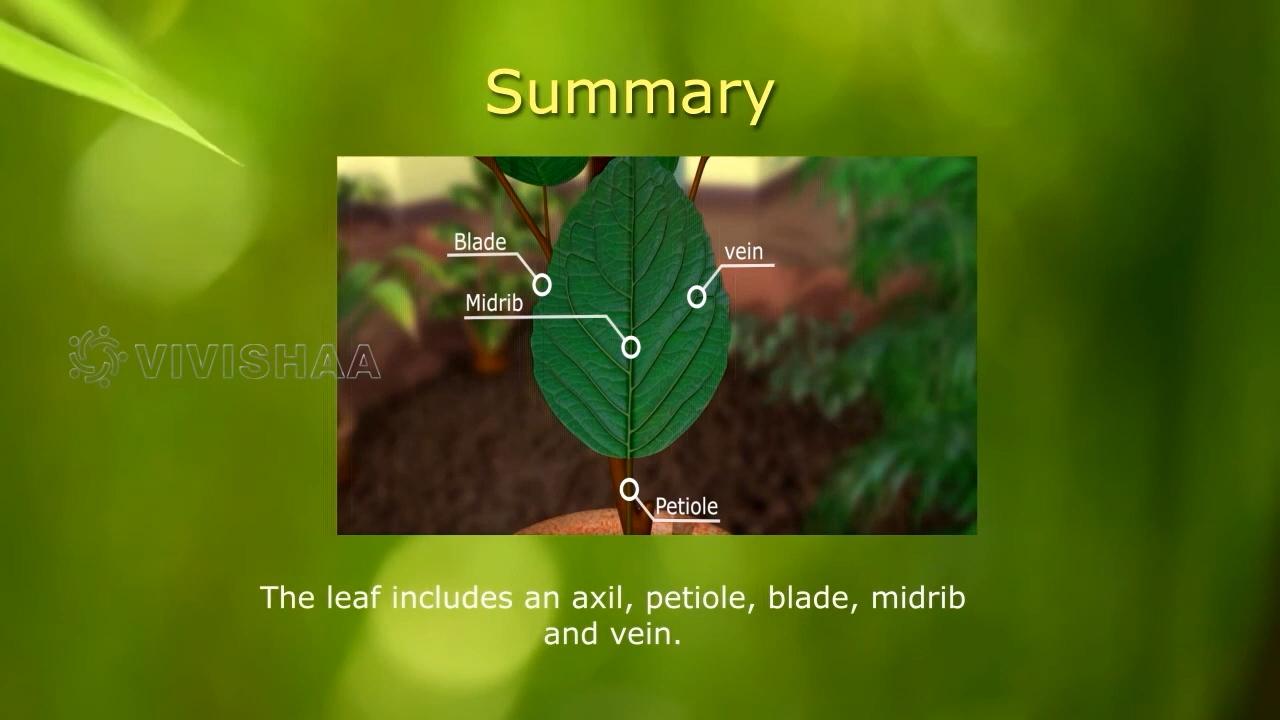 Summary
Blade
vein
Midrib
VIVISHAA
Petiole
The leaf includes an axil, petiole, blade, midrib
and vein.